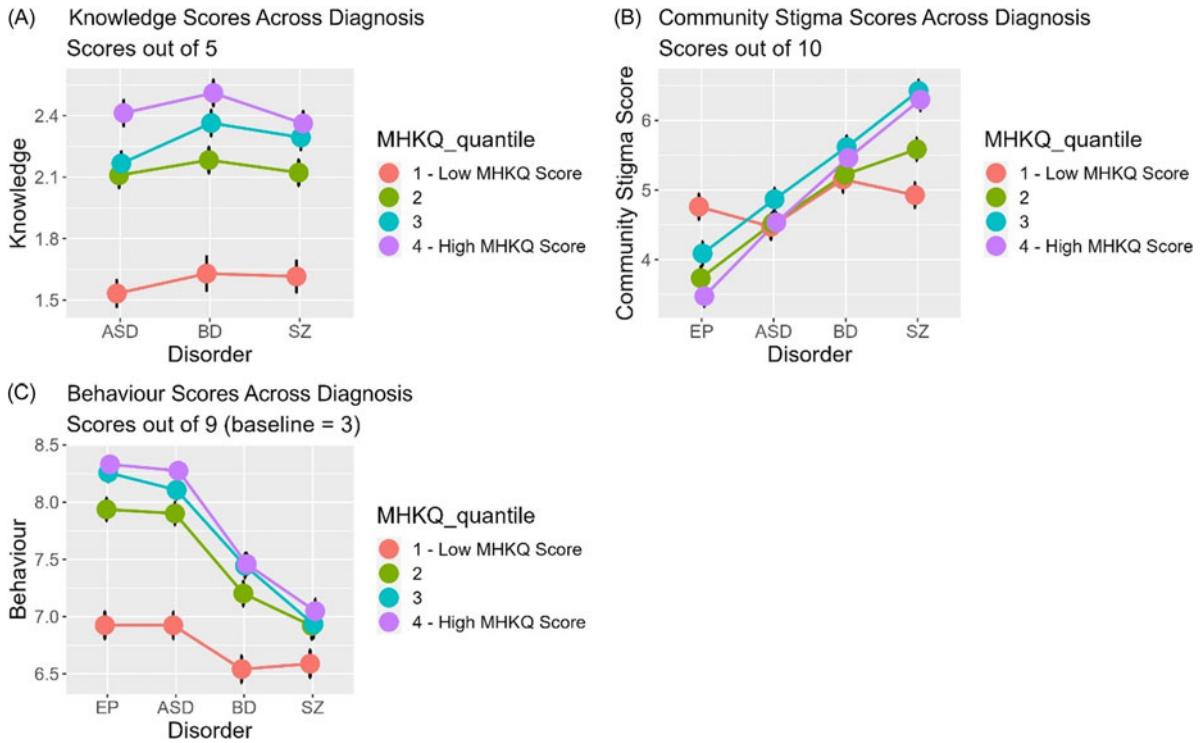 (A) Knowledge Scores Across Diagnosis
Scores out of 5
Knowledge
2.4
2.1
1.8
1.5
ASD BD SZ
Disorder
MHKQ_quantile
1 - Low MHKQ Score
2
3
4 - High MHKQ Score
(B) Community Stigma Scores Across Diagnosis
Scores out of 10
Community Stigma Score
6
5
4
EP ASD BD SZ
Disorder
MHKQ_quantile
1 - Low MHKQ Score
2
3
4 - High MHKQ Score
(C) Behaviour Scores Across Diagnosis
Scores out of 9 (baseline = 3)
Behaviour
8.5
8.0
7.5
7.0
6.5
EP ASD BD SZ
Disorder
MHKQ_quantile
1 - Low MHKQ Score
2
3
4 - High MHKQ Score